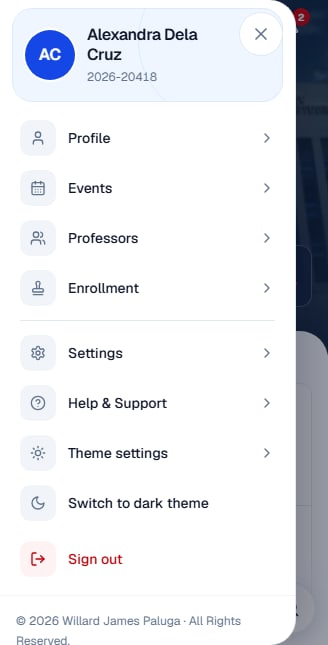 2
AC
Alexandra Dela
Cruz
2026-20418
Profile
Events
Professors
Enrollment
Settings
Help & Support
Theme settings
Switch to dark theme
Sign out
© 2026 Willard James Paluga · All Rights
Reserved.